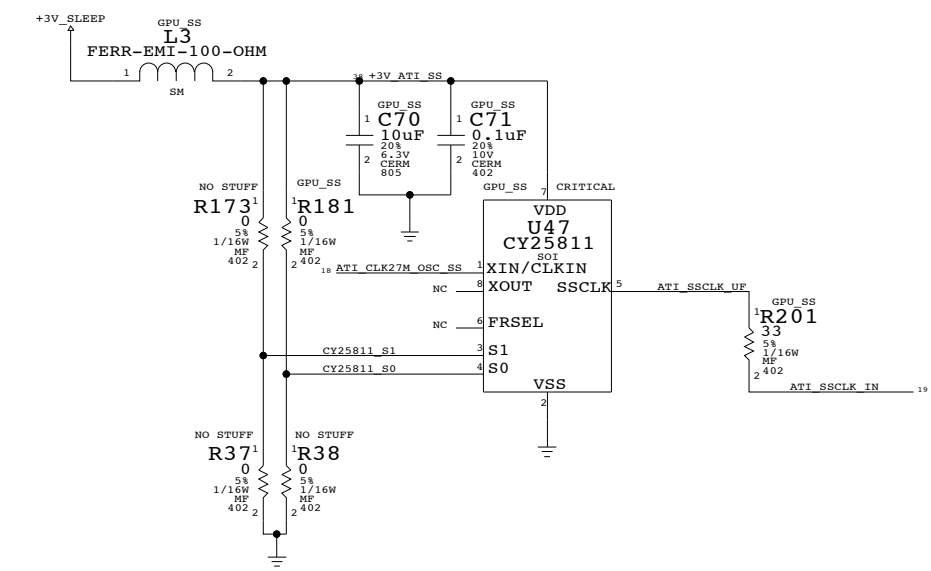 +3V_SLEEP
GPU_SS
L3
FERR-EMI-100-OHM
1 2
SM
38 +3V_ATI_SS
GPU_SS
1 C70
10uF
20%
2 6.3V
CERM
805
GPU_SS
1 C71
0.1uF
20%
2 10V
CERM
402
NO STUFF
R173 1
0
5%
1/16W
MF
402 2
GPU_SS
1 R181
0
5%
1/16W
MF
2 402
GPU_SS 7 CRITICAL
VDD
U47
CY25811
SOI
18 ATI_CLK27M_OSC_SS 1 XIN/CLKIN
NC 8 XOUT
SSCLK 5 ATI_SSCLK_UF
NC 6 FRSEL
CY25811_S1 3 S1
CY25811_S0 4 S0
VSS
2
GPU_SS
1 R201
33
5%
1/16W
MF
2 402
ATI_SSCLK_IN 19
NO STUFF
R37 1
0
5%
1/16W
MF
402 2
NO STUFF
1 R38
0
5%
1/16W
MF
2 402